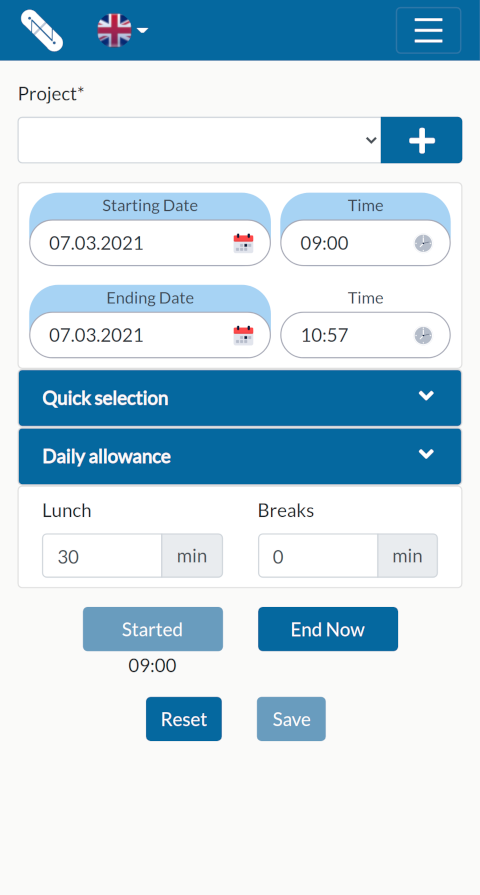 Project*
Starting Date Time
07.03.2021 09:00
Ending Date Time
07.03.2021 10:57
Quick selection
Daily allowance
Lunch Breaks
30 min 0 min
Started End Now
09:00
Reset Save